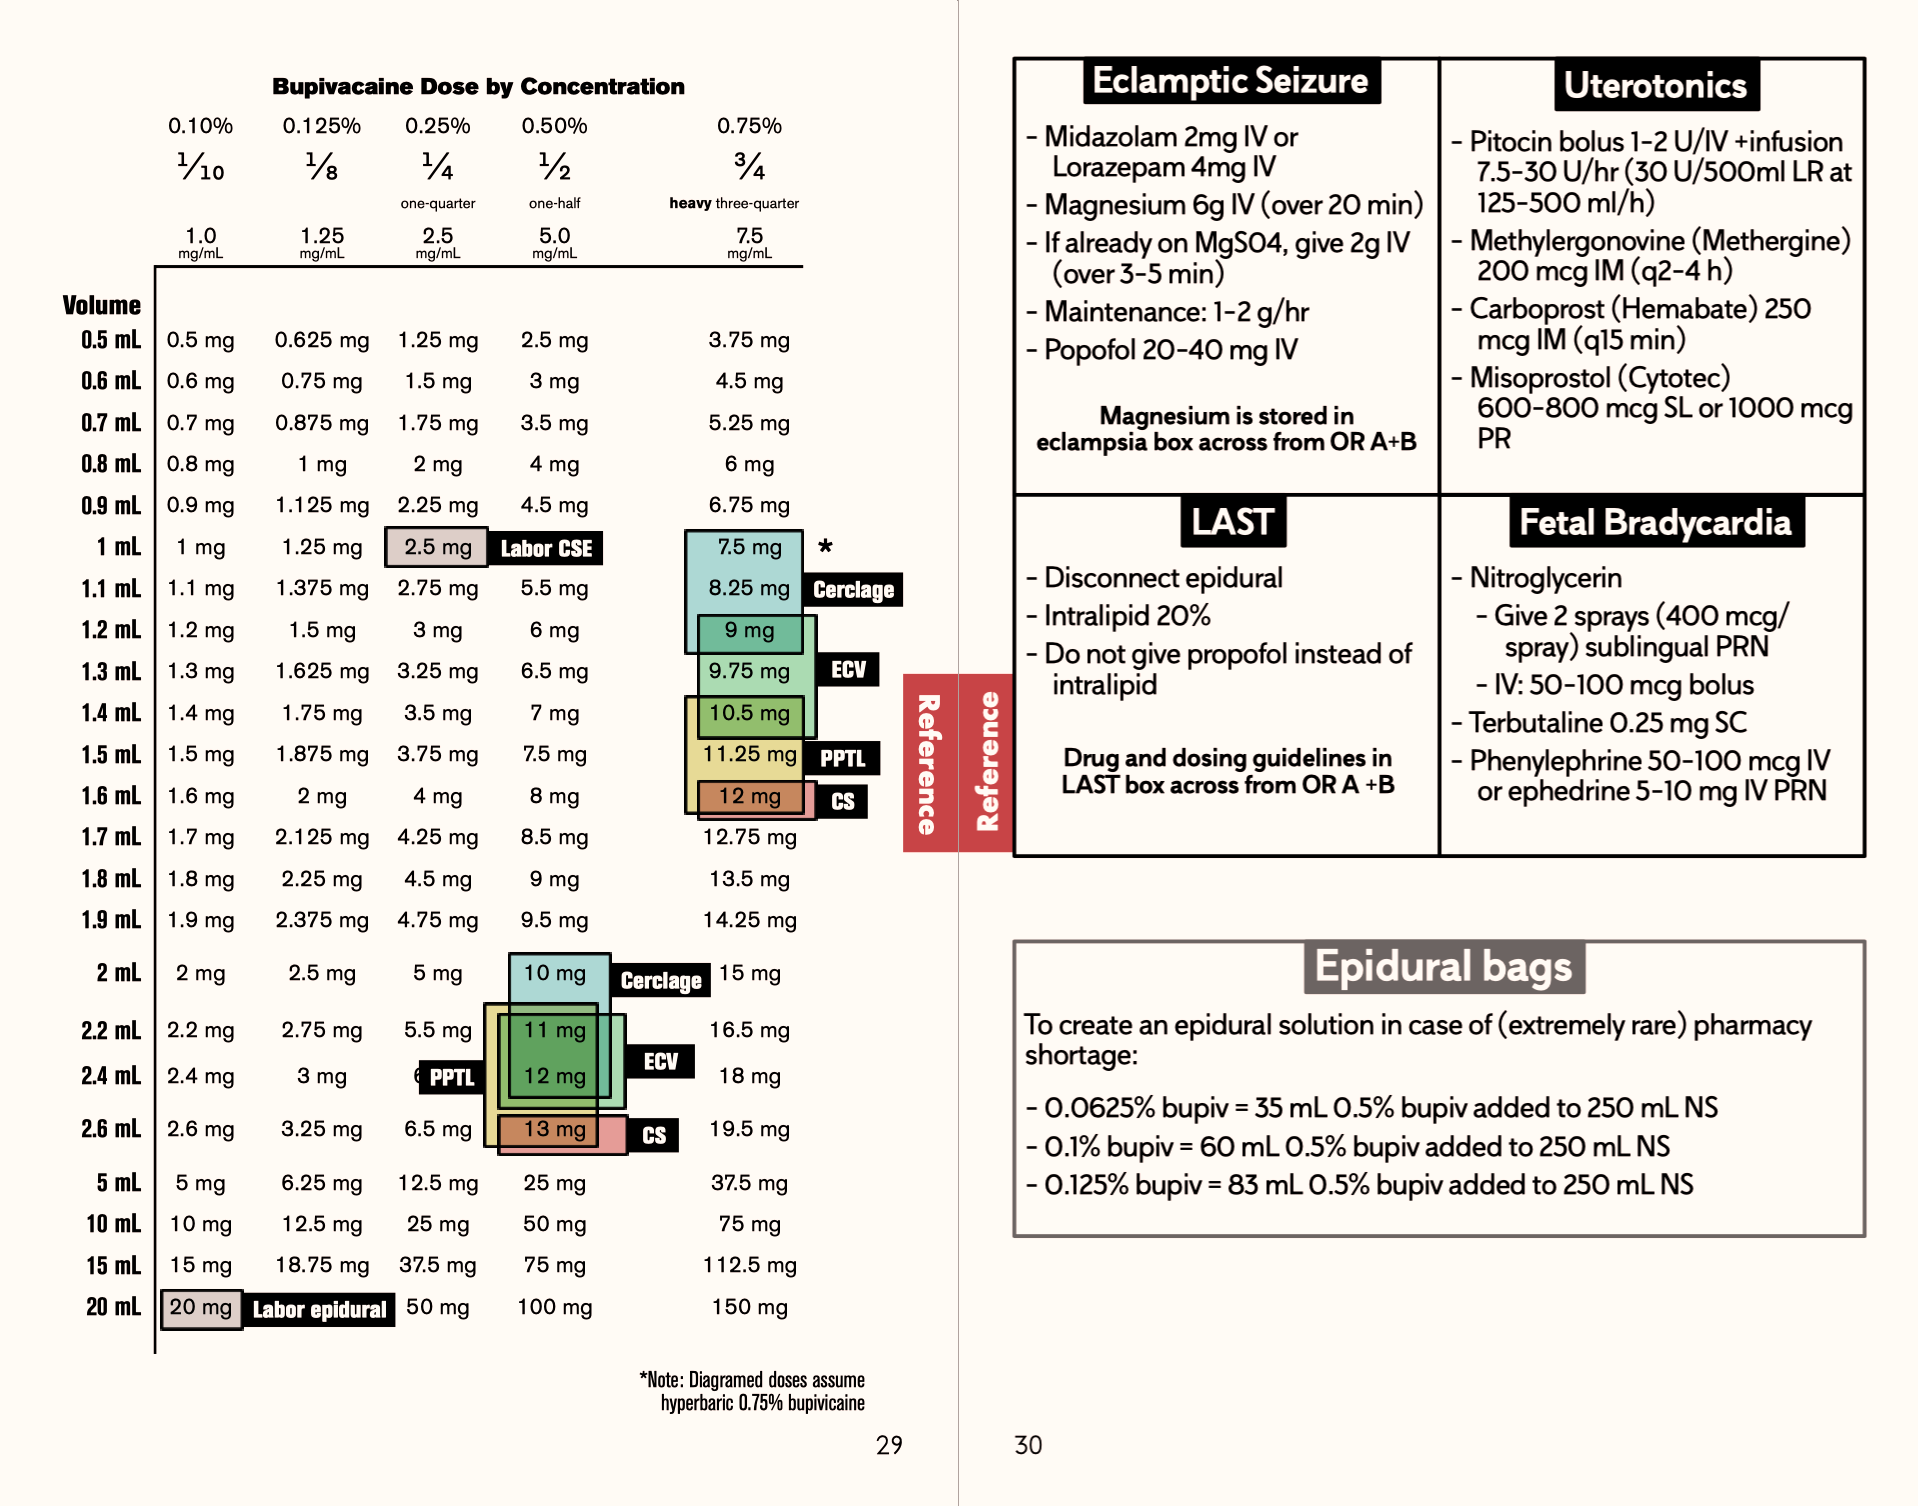 Bupivacaine Dose by Concentration
0.10% 0.125% 0.25% 0.50% 0.75%
1/10 1/8 1/4 1/2 3/4
one-quarter one-half heavy three-quarter
1.0 1.25 2.5 5.0 7.5
mg/mL mg/mL mg/mL mg/mL mg/mL
Volume
0.5 mL 0.5 mg 0.625 mg 1.25 mg 2.5 mg 3.75 mg
0.6 mL 0.6 mg 0.75 mg 1.5 mg 3 mg 4.5 mg
0.7 mL 0.7 mg 0.875 mg 1.75 mg 3.5 mg 5.25 mg
0.8 mL 0.8 mg 1 mg 2 mg 4 mg 6 mg
0.9 mL 0.9 mg 1.125 mg 2.25 mg 4.5 mg 6.75 mg
1 mL 1 mg 1.25 mg 2.5 mg Labor CSE 7.5 mg *
1.1 mL 1.1 mg 1.375 mg 2.75 mg 5.5 mg 8.25 mg Cerclage
1.2 mL 1.2 mg 1.5 mg 3 mg 6 mg 9 mg
1.3 mL 1.3 mg 1.625 mg 3.25 mg 6.5 mg 9.75 mg ECV
1.4 mL 1.4 mg 1.75 mg 3.5 mg 7 mg 10.5 mg
1.5 mL 1.5 mg 1.875 mg 3.75 mg 7.5 mg 11.25 mg PPTL
1.6 mL 1.6 mg 2 mg 4 mg 8 mg 12 mg CS
1.7 mL 1.7 mg 2.125 mg 4.25 mg 8.5 mg 12.75 mg
1.8 mL 1.8 mg 2.25 mg 4.5 mg 9 mg 13.5 mg
1.9 mL 1.9 mg 2.375 mg 4.75 mg 9.5 mg 14.25 mg
2 mL 2 mg 2.5 mg 5 mg 10 mg Cerclage 15 mg
2.2 mL 2.2 mg 2.75 mg 5.5 mg 11 mg 16.5 mg
ECV
2.4 mL 2.4 mg 3 mg PPTL 12 mg 18 mg
2.6 mL 2.6 mg 3.25 mg 6.5 mg 13 mg CS 19.5 mg
5 mL 5 mg 6.25 mg 12.5 mg 25 mg 37.5 mg
10 mL 10 mg 12.5 mg 25 mg 50 mg 75 mg
15 mL 15 mg 18.75 mg 37.5 mg 75 mg 112.5 mg
20 mL 20 mg Labor epidural 50 mg 100 mg 150 mg
*Note: Diagramed doses assume
hyperbaric 0.75% bupivicaine
29
Reference
Reference
Eclamptic Seizure
- Midazolam 2mg IV or
Lorazepam 4mg IV
- Magnesium 6g IV (over 20 min)
- If already on MgSO4, give 2g IV
(over 3-5 min)
- Maintenance: 1-2 g/hr
- Popofol 20-40 mg IV
Magnesium is stored in
eclampsia box across from OR A+B
Uterotonics
- Pitocin bolus 1-2 U/IV +infusion
7.5-30 U/hr (30 U/500ml LR at
125-500 ml/h)
- Methylergonovine (Methergine)
200 mcg IM (q2-4 h)
- Carboprost (Hemabate) 250
mcg IM (q15 min)
- Misoprostol (Cytotec)
600-800 mcg SL or 1000 mcg
PR
LAST
- Disconnect epidural
- Intralipid 20%
- Do not give propofol instead of
intralipid
Drug and dosing guidelines in
LAST box across from OR A +B
Fetal Bradycardia
- Nitroglycerin
- Give 2 sprays (400 mcg/
spray) sublingual PRN
- IV: 50-100 mcg bolus
- Terbutaline 0.25 mg SC
- Phenylephrine 50-100 mcg IV
or ephedrine 5-10 mg IV PRN
Epidural bags
To create an epidural solution in case of (extremely rare) pharmacy
shortage:
- 0.0625% bupiv = 35 mL 0.5% bupiv added to 250 mL NS
- 0.1% bupiv = 60 mL 0.5% bupiv added to 250 mL NS
- 0.125% bupiv = 83 mL 0.5% bupiv added to 250 mL NS
30